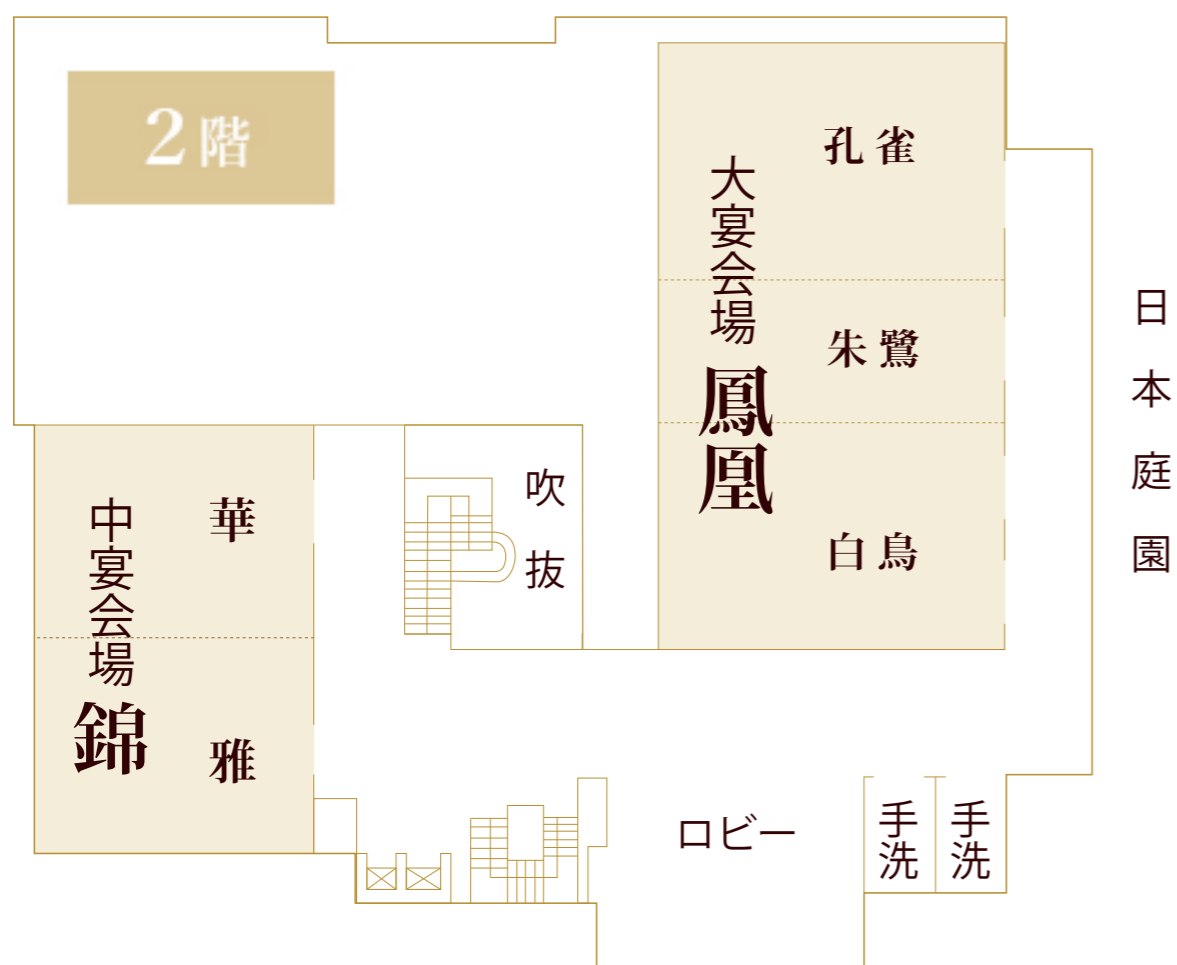 2階
孔雀
大宴会場 鳳凰
朱鷺
白鳥
日本庭園
吹抜
華
中宴会場 錦
雅
ロビー
手洗
手洗